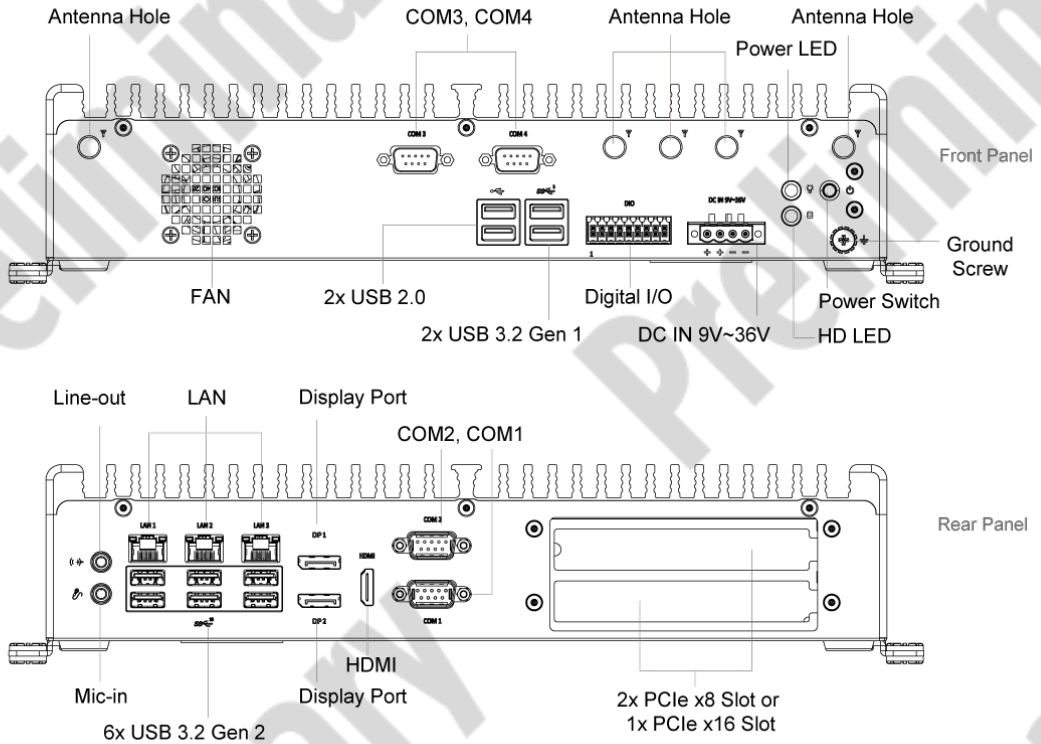 Antenna Hole
COM3, COM4
Antenna Hole
Antenna Hole
Power LED
COM 3
COM 4
Front Panel
DIO
DC IN 9V~36V
1
Ground
Screw
FAN
2x USB 2.0
Digital I/O
Power Switch
2x USB 3.2 Gen 1
DC IN 9V~36V
HD LED
Line-out
LAN
Display Port
COM2, COM1
LAN 1
LAN 2
LAN 3
DP 1
COM 2
Rear Panel
HDMI
DP 2
COM 1
HDMI
Mic-in
Display Port
2x PCIe x8 Slot or
1x PCIe x16 Slot
6x USB 3.2 Gen 2
Preliminary